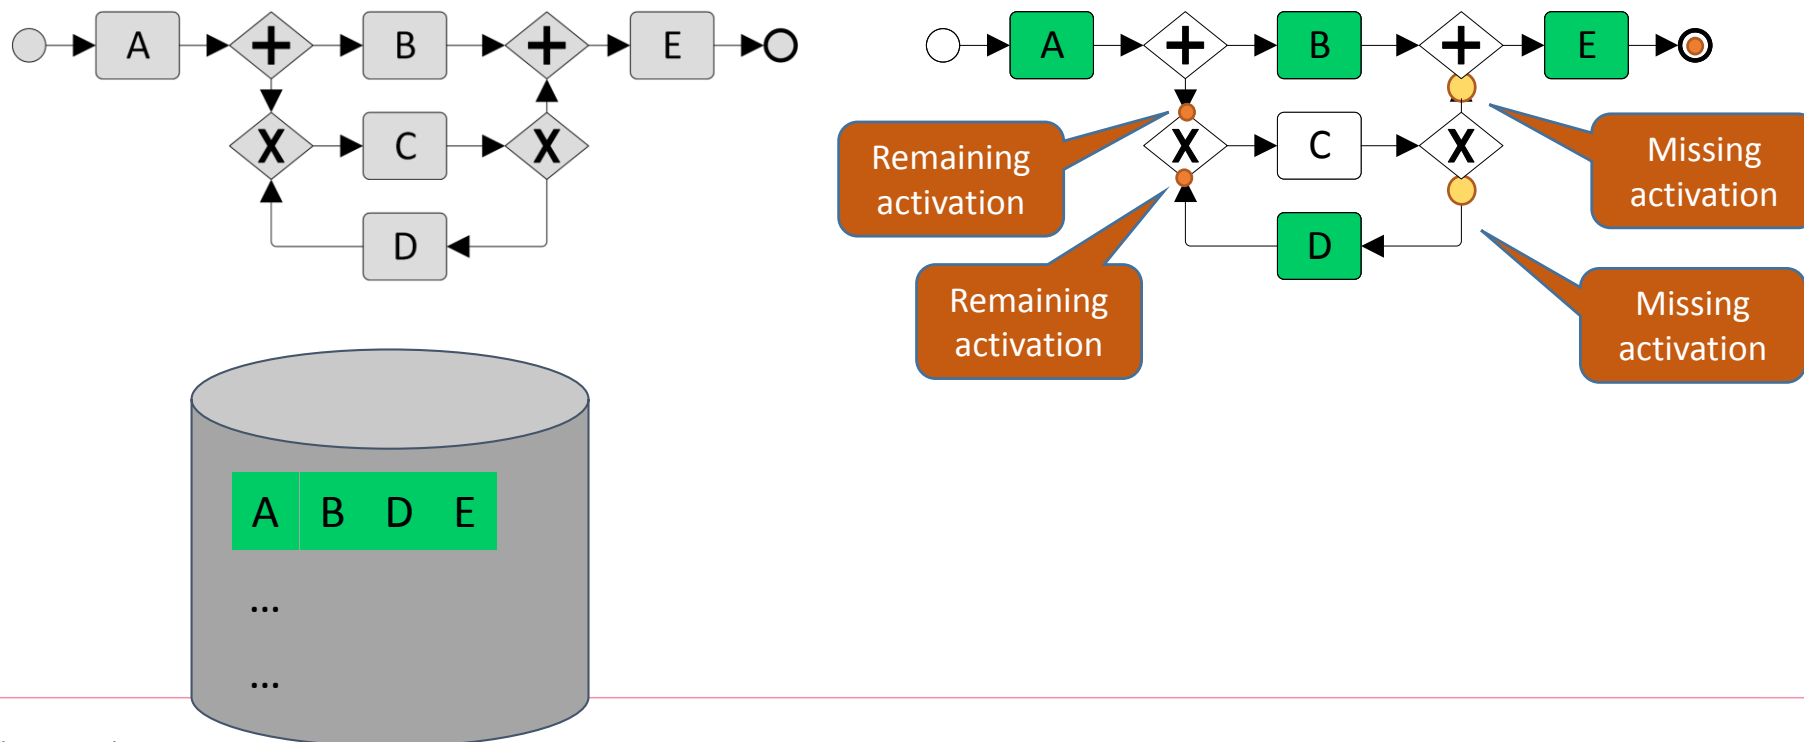 A + B + E
X C X
D
A + B + E
X C X
D
Remaining
activation
Remaining
activation
Missing
activation
Missing
activation
A B D E
...
...